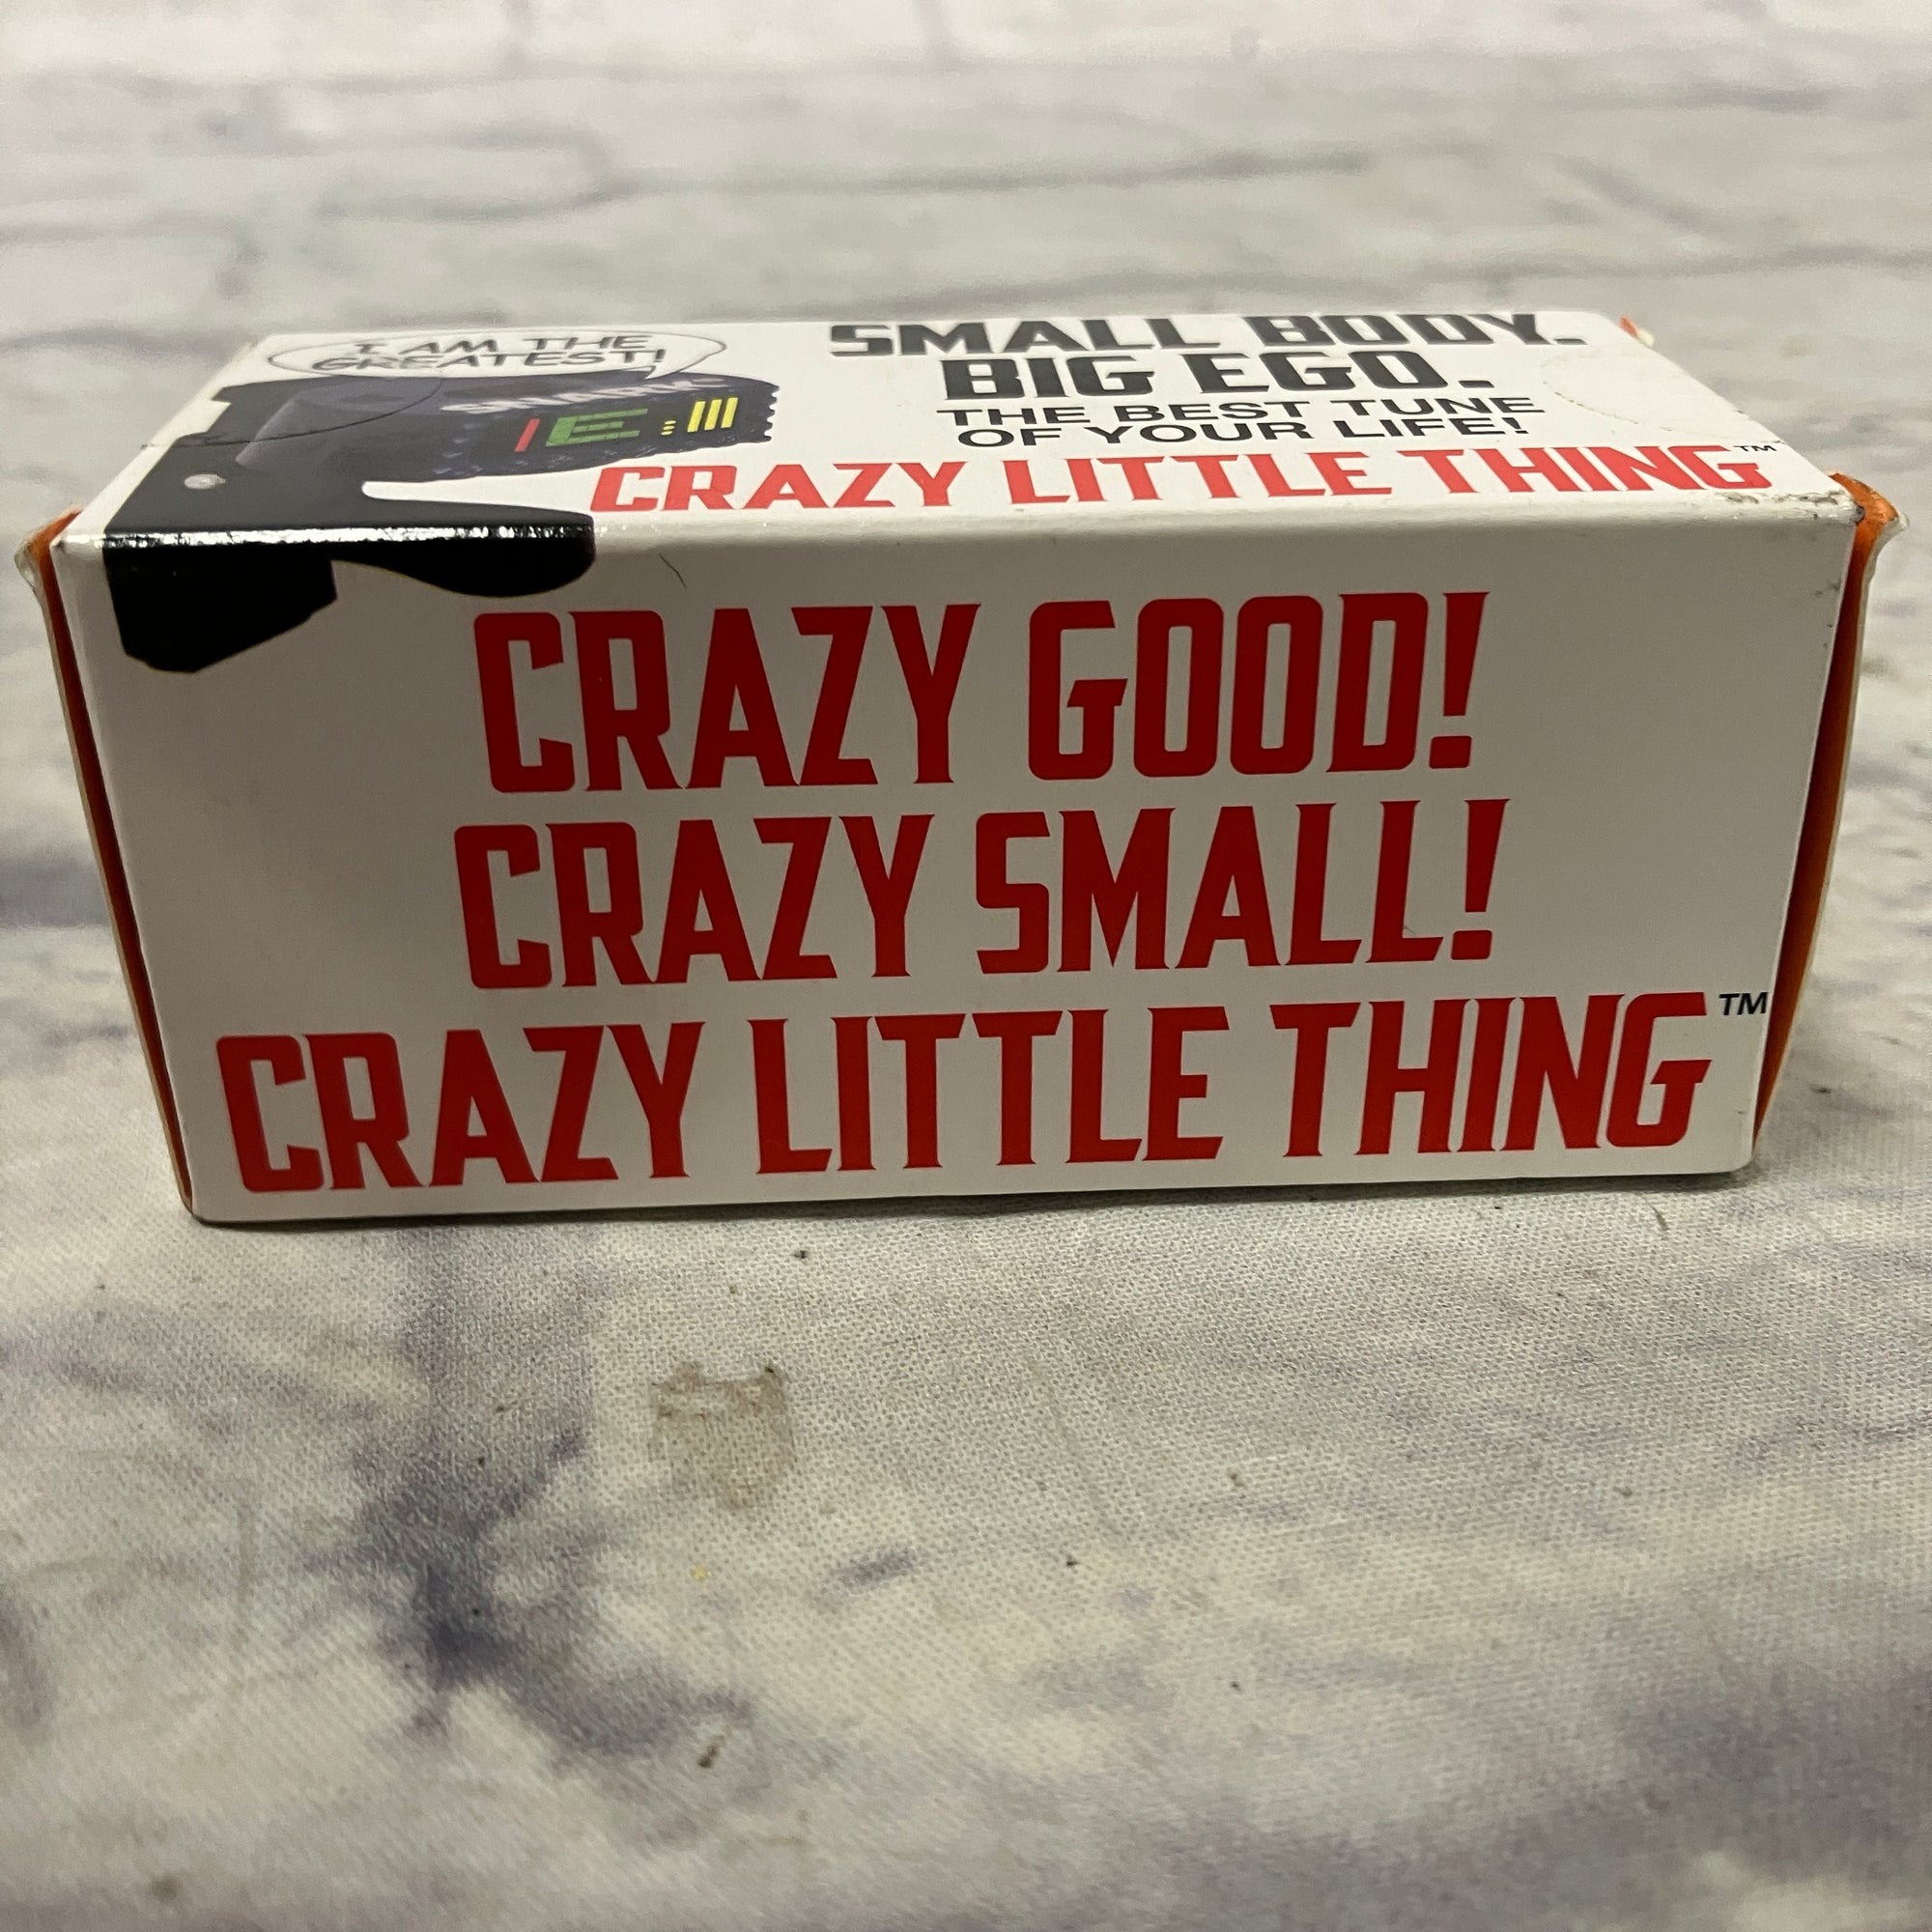 I AM THE
GREATEST!
SNARK
E
SMALL BODY.
BIG EGO.
THE BEST TUNE
OF YOUR LIFE!
CRAZY LITTLE THING™
CRAZY GOOD!
CRAZY SMALL!
CRAZY LITTLE THING™